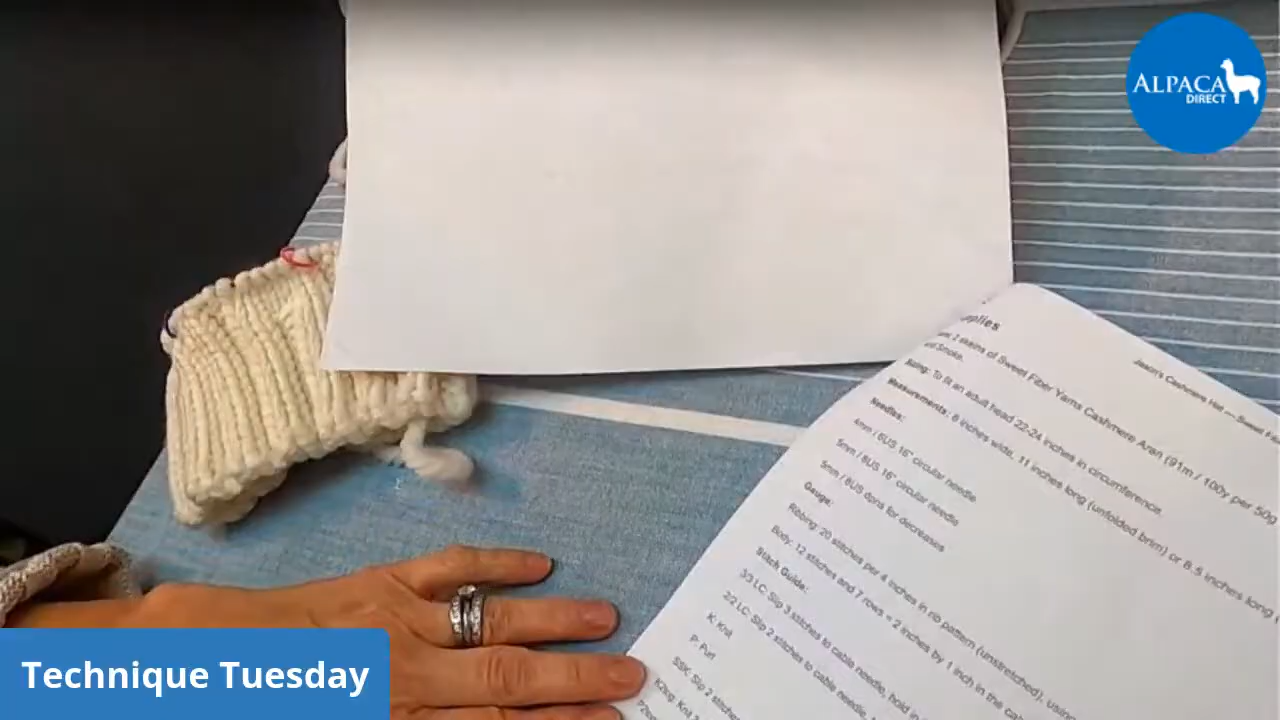 ALPACA
DIRECT
Jason's Cashmere Hat — Sweet
2 skeins of Sweet Fiber Yarns Cashmere Aran (91m / 100y per 50g
and Smoke.
Sizing: To fit an adult head 22-24 inches in circumference
Measurements: 8 inches wide, 11 inches long (unfolded brim) or 8.5 inches long
Needles:
4mm / 6US 16" circular needle
5mm / 8US 16" circular needle
5mm / 8US dpns for decreases
Gauge:
Ribbing: 20 stitches per 4 inches in rib pattern (unstretched), using
Body: 12 stitches and 7 rows = 2 inches by 1 inch in the
Stitch Guide:
3/3 LC: Slip 3 stitches to cable needle, hold in
2/2 LC: Slip 2 stitches to cable needle,
K: Knit
P: Purl
SSK: Slip 2 stitches
K2tog: Knit
Technique Tuesday